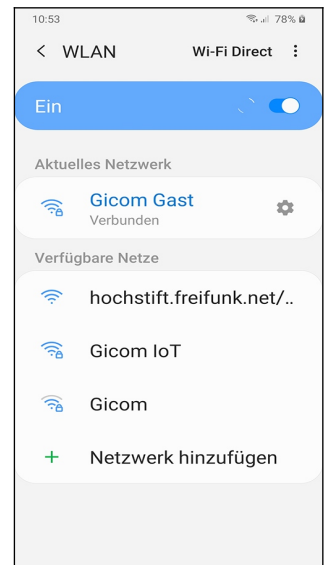 10:53 78%
WLAN Wi-Fi Direct
Ein
Aktuelles Netzwerk
Gicom Gast
Verbunden
Verfügbare Netze
hochstift.freifunk.net/..
Gicom IoT
Gicom
+ Netzwerk hinzufügen